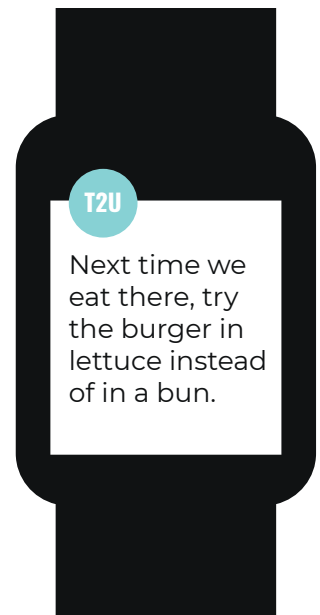 T2U
Next time we
eat there, try
the burger in
lettuce instead
of in a bun.